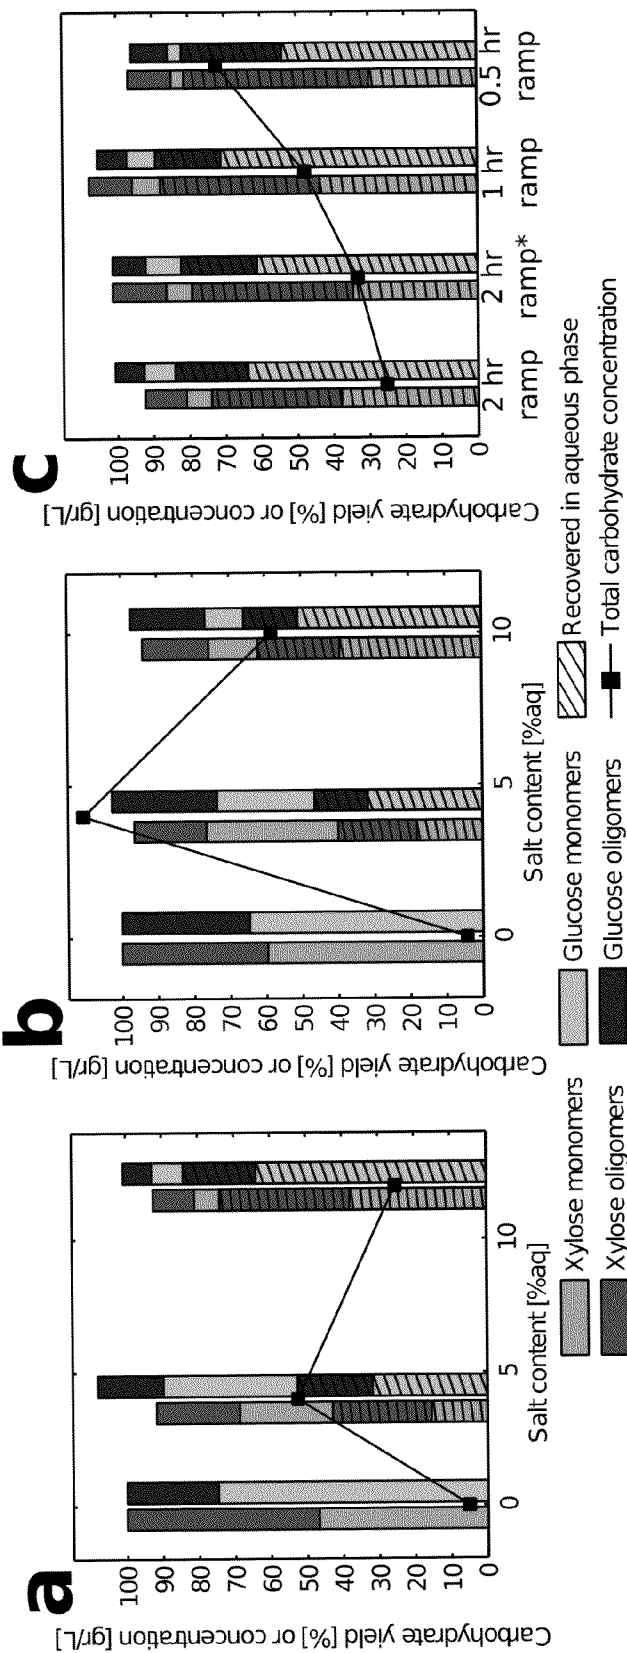 a
Carbohydrate yield [%] or concentration [gr/L]
100
90
80
70
60
50
40
30
20
10
0
0
5
10
Salt content [%aq]
b
Carbohydrate yield [%] or concentration [gr/L]
100
90
80
70
60
50
40
30
20
10
0
0
5
10
Salt content [%aq]
c
Carbohydrate yield [%] or concentration [gr/L]
100
90
80
70
60
50
40
30
20
10
0
2 hr
ramp
2 hr
ramp*
1 hr
ramp
0.5 hr
ramp
Xylose monomers
Glucose monomers
Recovered in aqueous phase
Xylose oligomers
Glucose oligomers
Total carbohydrate concentration